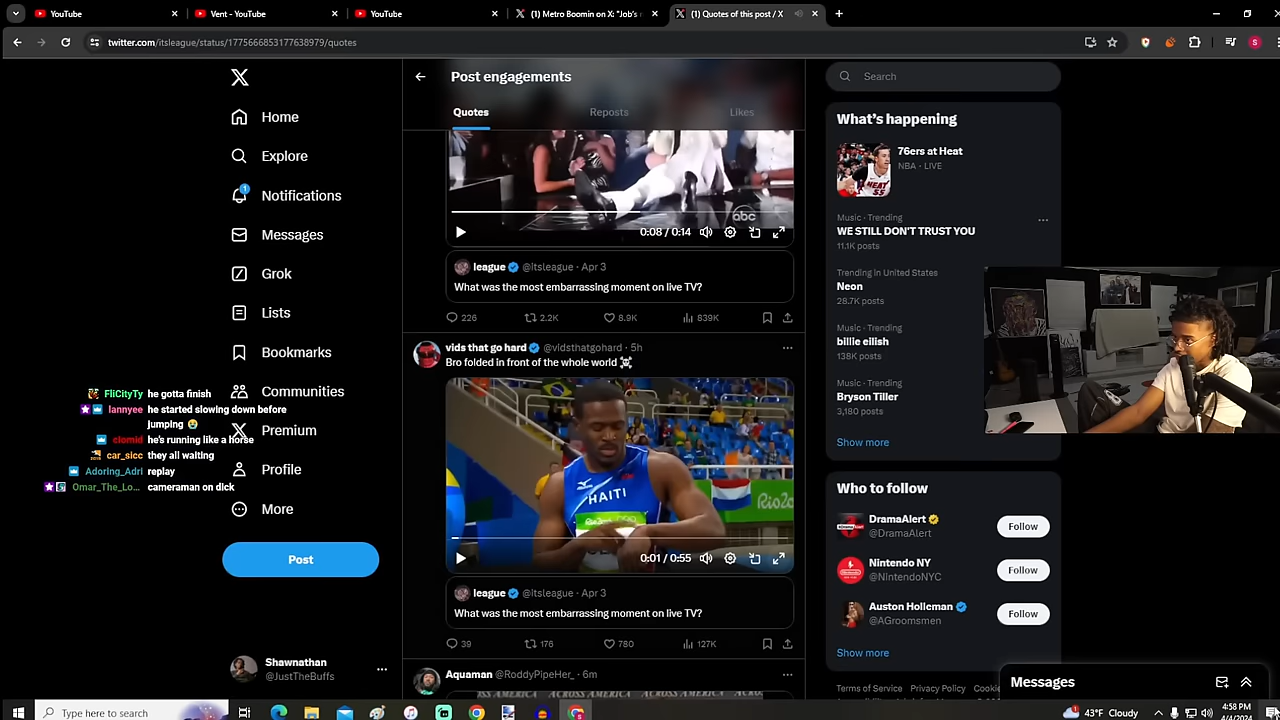 YouTube
Vent - YouTube
YouTube
(1) Metro Boomin on X: "Job's
(1) Quotes of this post / X
twitter.com/itsleague/status/1775666853177638979/quotes
Post engagements
Quotes
Reposts
Likes
Search
Home
Explore
1
Notifications
Messages
Grok
Lists
Bookmarks
Communities
Premium
Profile
More
Post
FliCityTy he gotta finish
lannyee he started slowing down before
jumping 😭
clomid he's running like a horse
car_sicc they all waiting
Adoring_Adri replay
Omar_The_Lo... cameraman on dick
Shawnathan
@JustTheBuffs
abc
0:08 / 0:14
league @itsleague · Apr 3
What was the most embarrassing moment on live TV?
226
2.2K
8.9K
839K
vids that go hard @vidsthatgohard · 5h
Bro folded in front of the whole world ☠️
HAITI
Rio20
0:01 / 0:55
league @itsleague · Apr 3
What was the most embarrassing moment on live TV?
39
176
780
127K
Aquaman @RoddyPipeHer_ · 6m
ACROSS AMERICA
What's happening
76ers at Heat
NBA · LIVE
HEAT
55
Music · Trending
WE STILL DON'T TRUST YOU
11.1K posts
Trending in United States
Neon
28.7K posts
Music · Trending
billie eilish
138K posts
Music · Trending
Bryson Tiller
3,180 posts
Show more
Who to follow
DramaAlert
@DramaAlert
Follow
Nintendo NY
@NintendoNYC
Follow
Auston Holleman
@AGroomsmen
Follow
Show more
Terms of Service Privacy Policy Cookie
Messages
Type here to search
43°F Cloudy
4:58 PM
4/4/2024